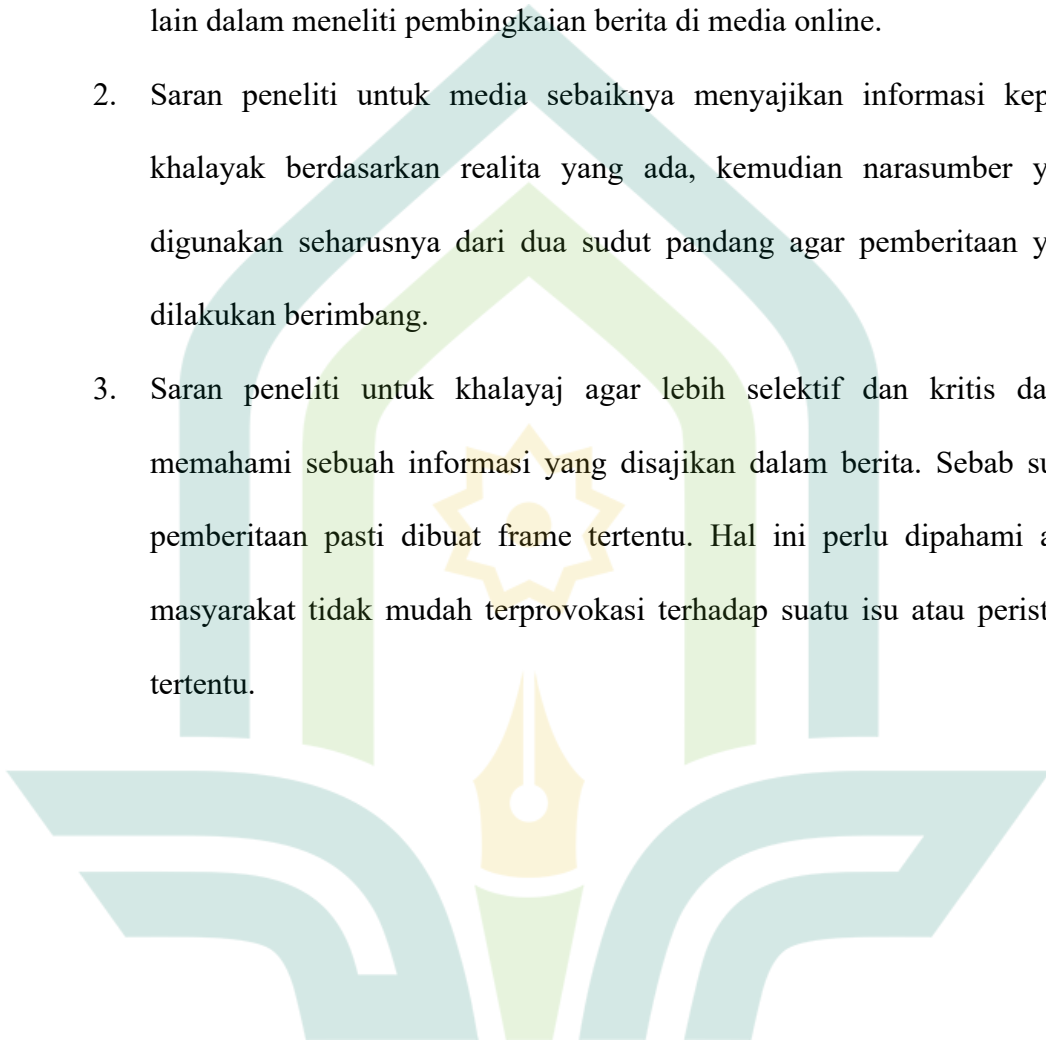 lain dalam meneliti pembingkaian berita di media online.
2. Saran peneliti untuk media sebaiknya menyajikan informasi kep
khalayak berdasarkan realita yang ada, kemudian narasumber y
digunakan seharusnya dari dua sudut pandang agar pemberitaan y
dilakukan berimbang.
3. Saran peneliti untuk khalayaj agar lebih selektif dan kritis da
memahami sebuah informasi yang disajikan dalam berita. Sebab su
pemberitaan pasti dibuat frame tertentu. Hal ini perlu dipahami a
masyarakat tidak mudah terprovokasi terhadap suatu isu atau perist
tertentu.